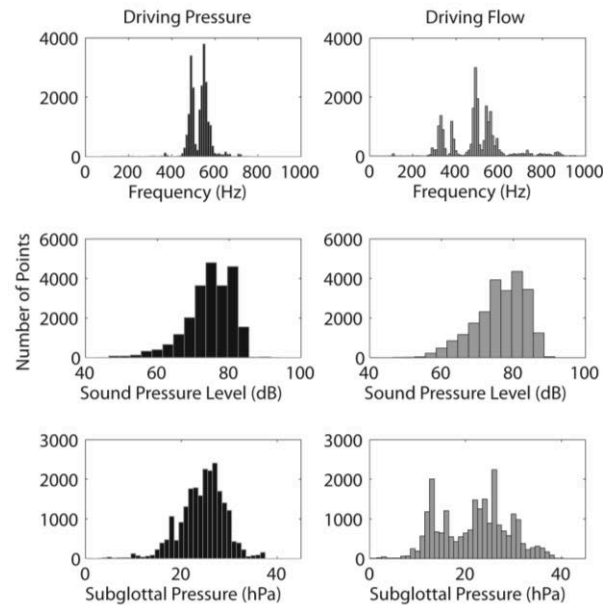 Driving Pressure Driving Flow
4000 4000
2000 2000
0 0
0 200 400 600 800 1000 0 200 400 600 800 1000
Frequency (Hz) Frequency (Hz)
Number of Points
6000 6000
4000 4000
2000 2000
0 0
40 60 80 100 40 60 80 100
Sound Pressure Level (dB) Sound Pressure Level (dB)
3000 3000
2000 2000
1000 1000
0 0
0 20 40 0 20 40
Subglottal Pressure (hPa) Subglottal Pressure (hPa)